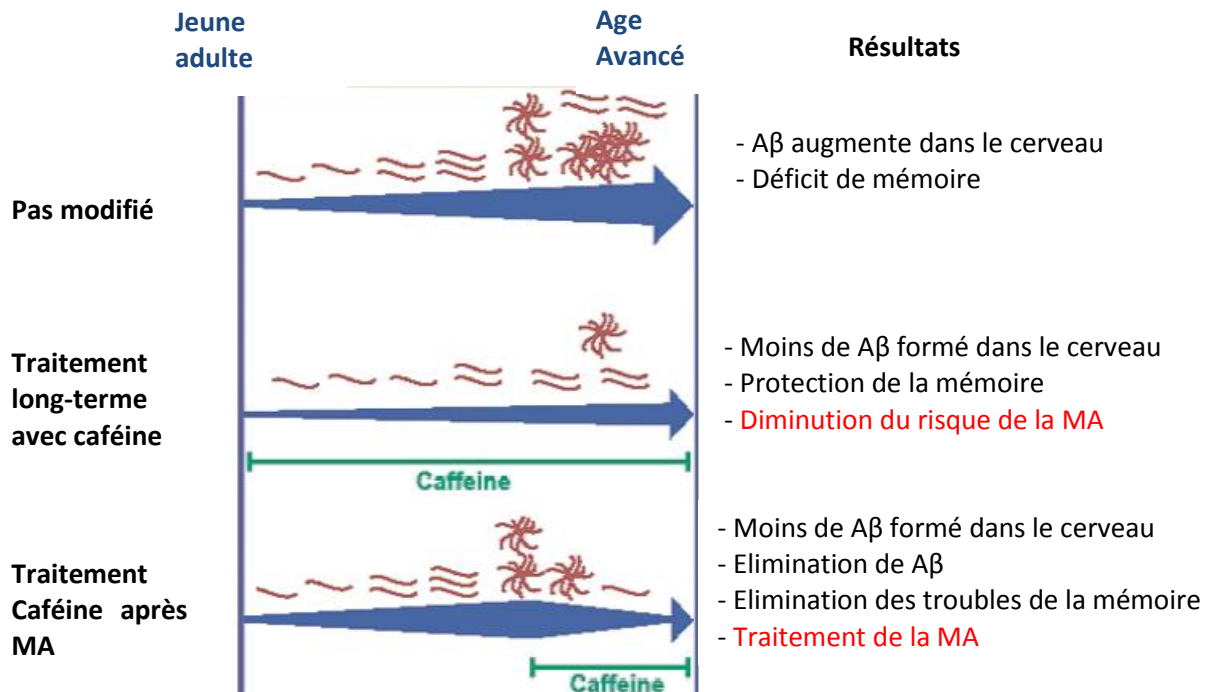 Jeune
adulte
Age
Avancé
Résultats
Pas modifié
- Aβ augmente dans le cerveau
- Déficit de mémoire
Traitement
long-terme
avec caféine
- Moins de Aβ formé dans le cerveau
- Protection de la mémoire
- Diminution du risque de la MA
Caffeine
Traitement
Caféine après
MA
- Moins de Aβ formé dans le cerveau
- Elimination de Aβ
- Elimination des troubles de la mémoire
- Traitement de la MA
Caffeine